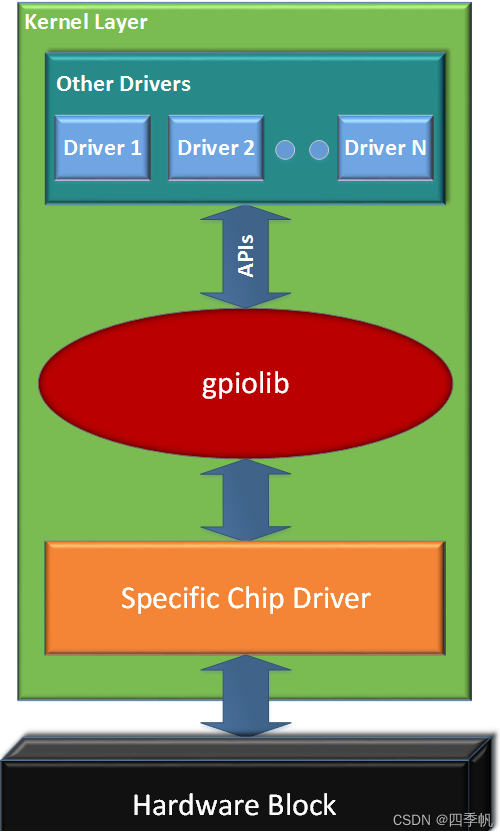 Kernel Layer
Other Drivers
Driver 1 Driver 2 Driver N
APIs
gpiolib
Specific Chip Driver
Hardware Block
CSDN @四季帆